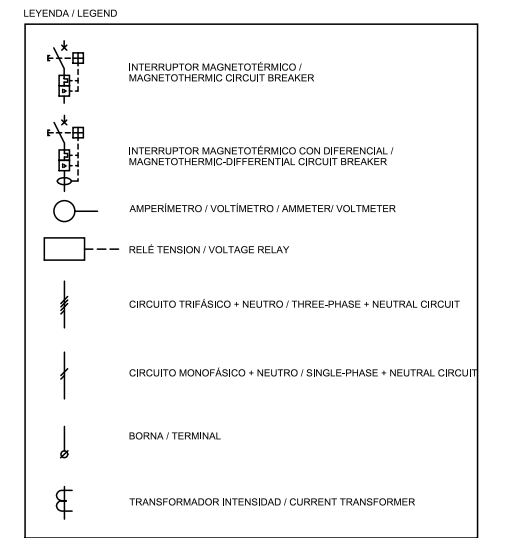 LEYENDA / LEGEND
INTERRUPTOR MAGNETOTÉRMICO /
MAGNETOTHERMIC CIRCUIT BREAKER
INTERRUPTOR MAGNETOTÉRMICO CON DIFERENCIAL /
MAGNETOTHERMIC-DIFFERENTIAL CIRCUIT BREAKER
AMPERÍMETRO / VOLTÍMETRO / AMMETER/ VOLTMETER
RELÉ TENSION / VOLTAGE RELAY
CIRCUITO TRIFÁSICO + NEUTRO / THREE-PHASE + NEUTRAL CIRCUIT
CIRCUITO MONOFÁSICO + NEUTRO / SINGLE-PHASE + NEUTRAL CIRCUIT
BORNA / TERMINAL
TRANSFORMADOR INTENSIDAD / CURRENT TRANSFORMER